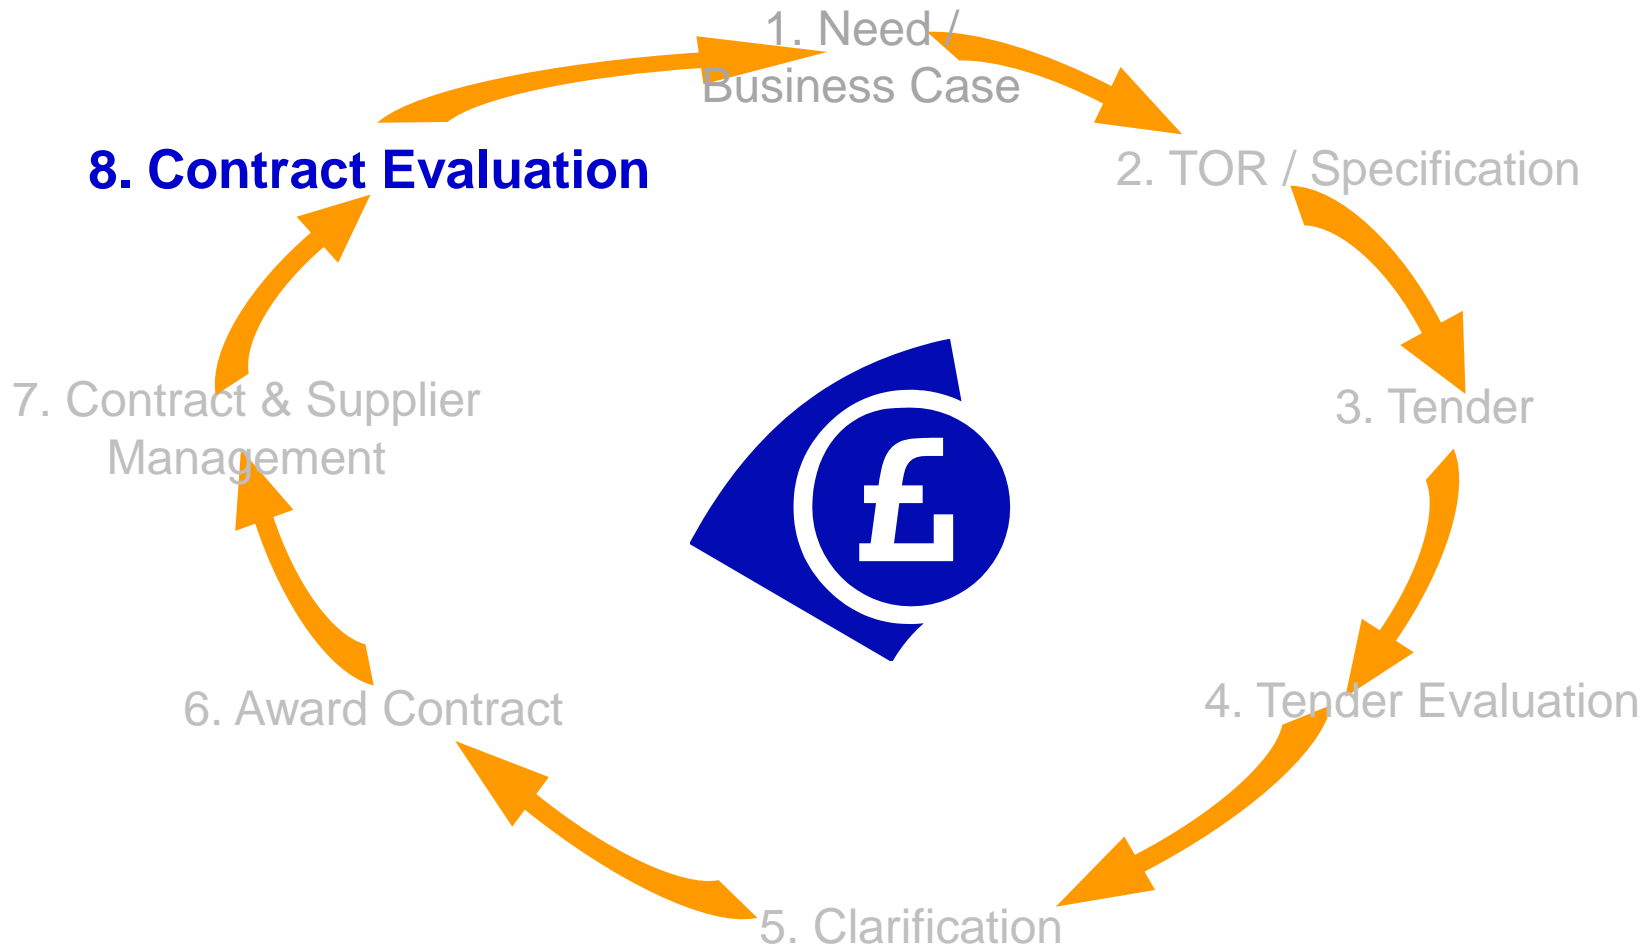 1. Need /
Business Case
8. Contract Evaluation
2. TOR / Specification
7. Contract & Supplier
Management
3. Tender
£
6. Award Contract
4. Tender Evaluation
5. Clarification